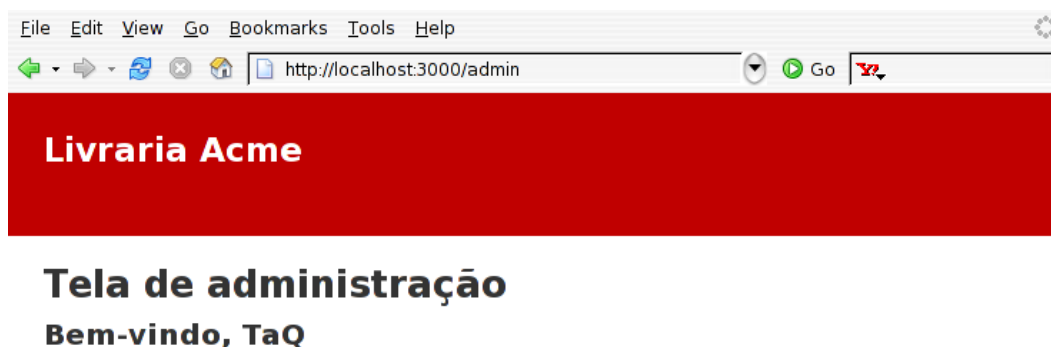 File Edit View Go Bookmarks Tools Help
http://localhost:3000/admin Go Y!
Livraria Acme
Tela de administração
Bem-vindo, TaQ